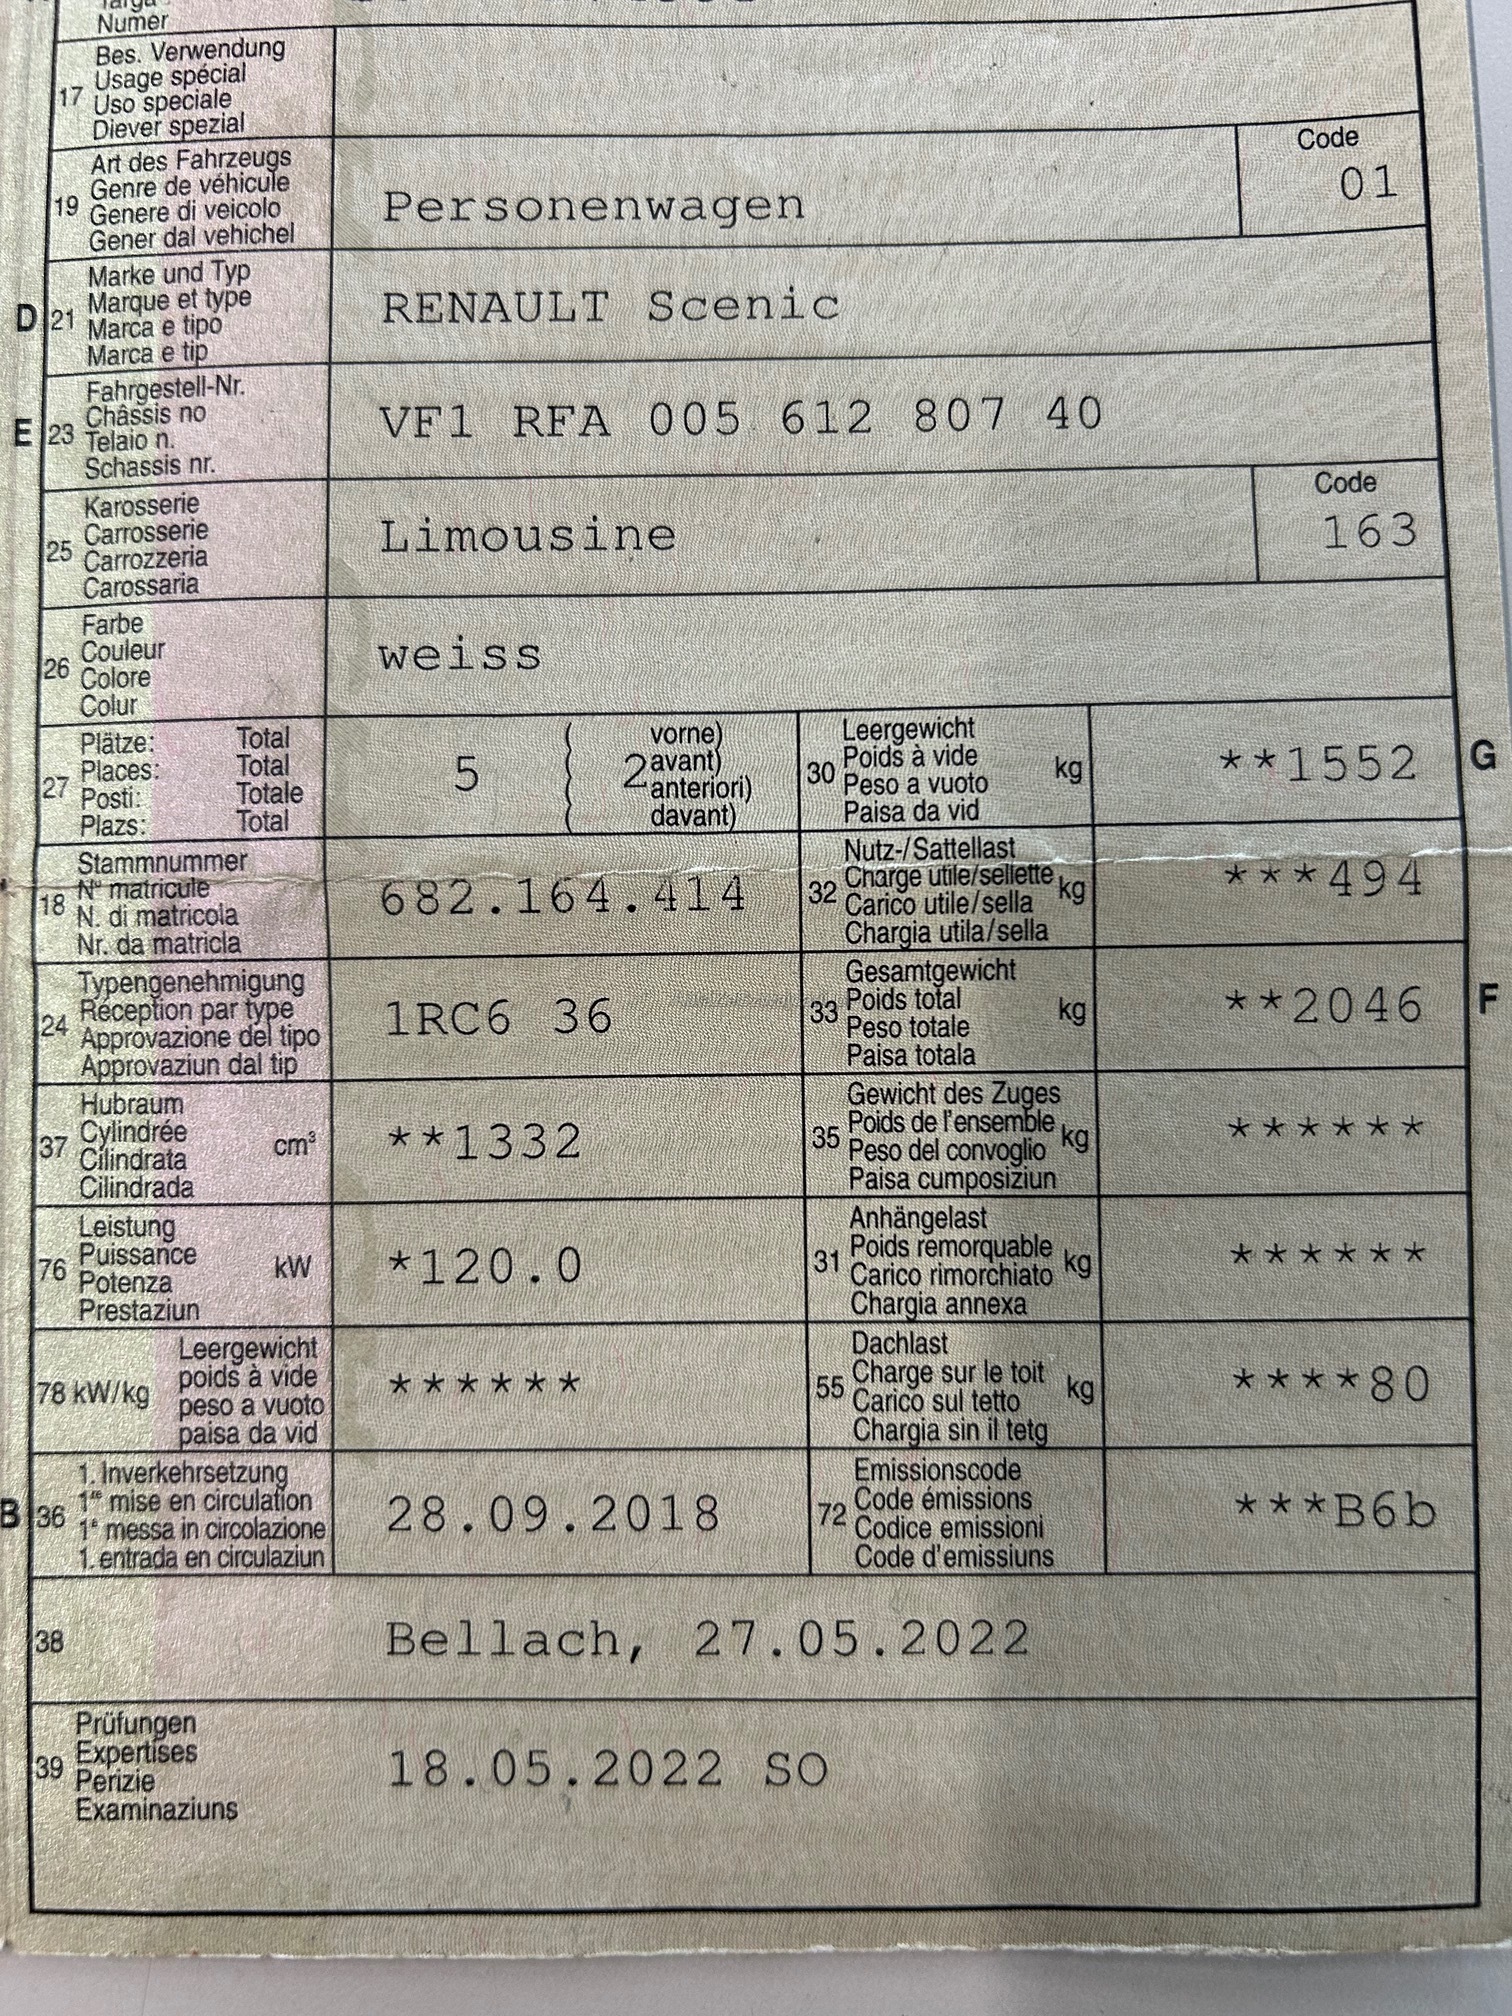 Targa
Numer
17 Bes. Verwendung
Usage spécial
Uso speciale
Diever spezial
19 Art des Fahrzeugs
Genre de véhicule
Genere di veicolo
Gener dal vehichel
Personenwagen
Code
01
D 21 Marke und Typ
Marque et type
Marca e tipo
Marca e tip
RENAULT Scenic
E 23 Fahrgestell-Nr.
Châssis no
Telaio n.
Schassis nr.
VF1 RFA 005 612 807 40
25 Karosserie
Carrosserie
Carrozzeria
Carossaria
Limousine
Code
163
26 Farbe
Couleur
Colore
Colur
weiss
27 Plätze: Total
Places: Total
Posti: Totale
Plazs: Total
5
( 2 vorne)
( avant)
( anteriori)
( davant)
30 Leergewicht
Poids à vide kg
Peso a vuoto
Paisa da vid
**1552 G
18 Stammnummer
N° matricule
N. di matricola
Nr. da matricla
682.164.414
32 Nutz-/Sattellast
Charge utile/sellette kg
Carico utile/sella
Chargia utila/sella
***494
24 Typengenehmigung
Réception par type
Approvazione del tipo
Approvaziun dal tip
1RC6 36
33 Gesamtgewicht
Poids total kg
Peso totale
Paisa totala
**2046 F
37 Hubraum
Cylindrée cm³
Cilindrata
Cilindrada
**1332
35 Gewicht des Zuges
Poids de l'ensemble kg
Peso del convoglio
Paisa cumposiziun
******
76 Leistung
Puissance kW
Potenza
Prestaziun
*120.0
31 Anhängelast
Poids remorquable kg
Carico rimorchiato
Chargia annexa
******
78 kW/kg Leergewicht
poids à vide
peso a vuoto
paisa da vid
******
55 Dachlast
Charge sur le toit kg
Carico sul tetto
Chargia sin il tetg
****80
B 36 1. Inverkehrsetzung
1re mise en circulation
1a messa in circolazione
1. entrada en circulaziun
28.09.2018
72 Emissionscode
Code émissions
Codice emissioni
Code d'emissiuns
***B6b
38 Bellach, 27.05.2022
39 Prüfungen
Expertises
Perizie
Examinaziuns
18.05.2022 SO